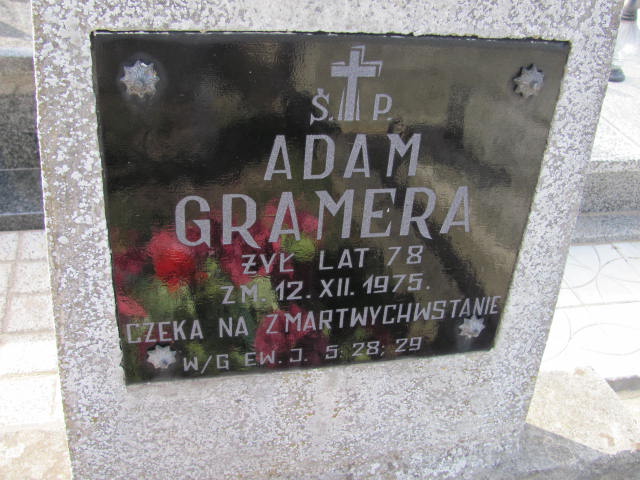 Ś. P.
ADAM
GRAMERA
ŻYŁ LAT 78
ZM. 12. XII. 1975.
CZEKA NA ZMARTWYCHWSTANIE
W/G EW. J. 5: 28; 29